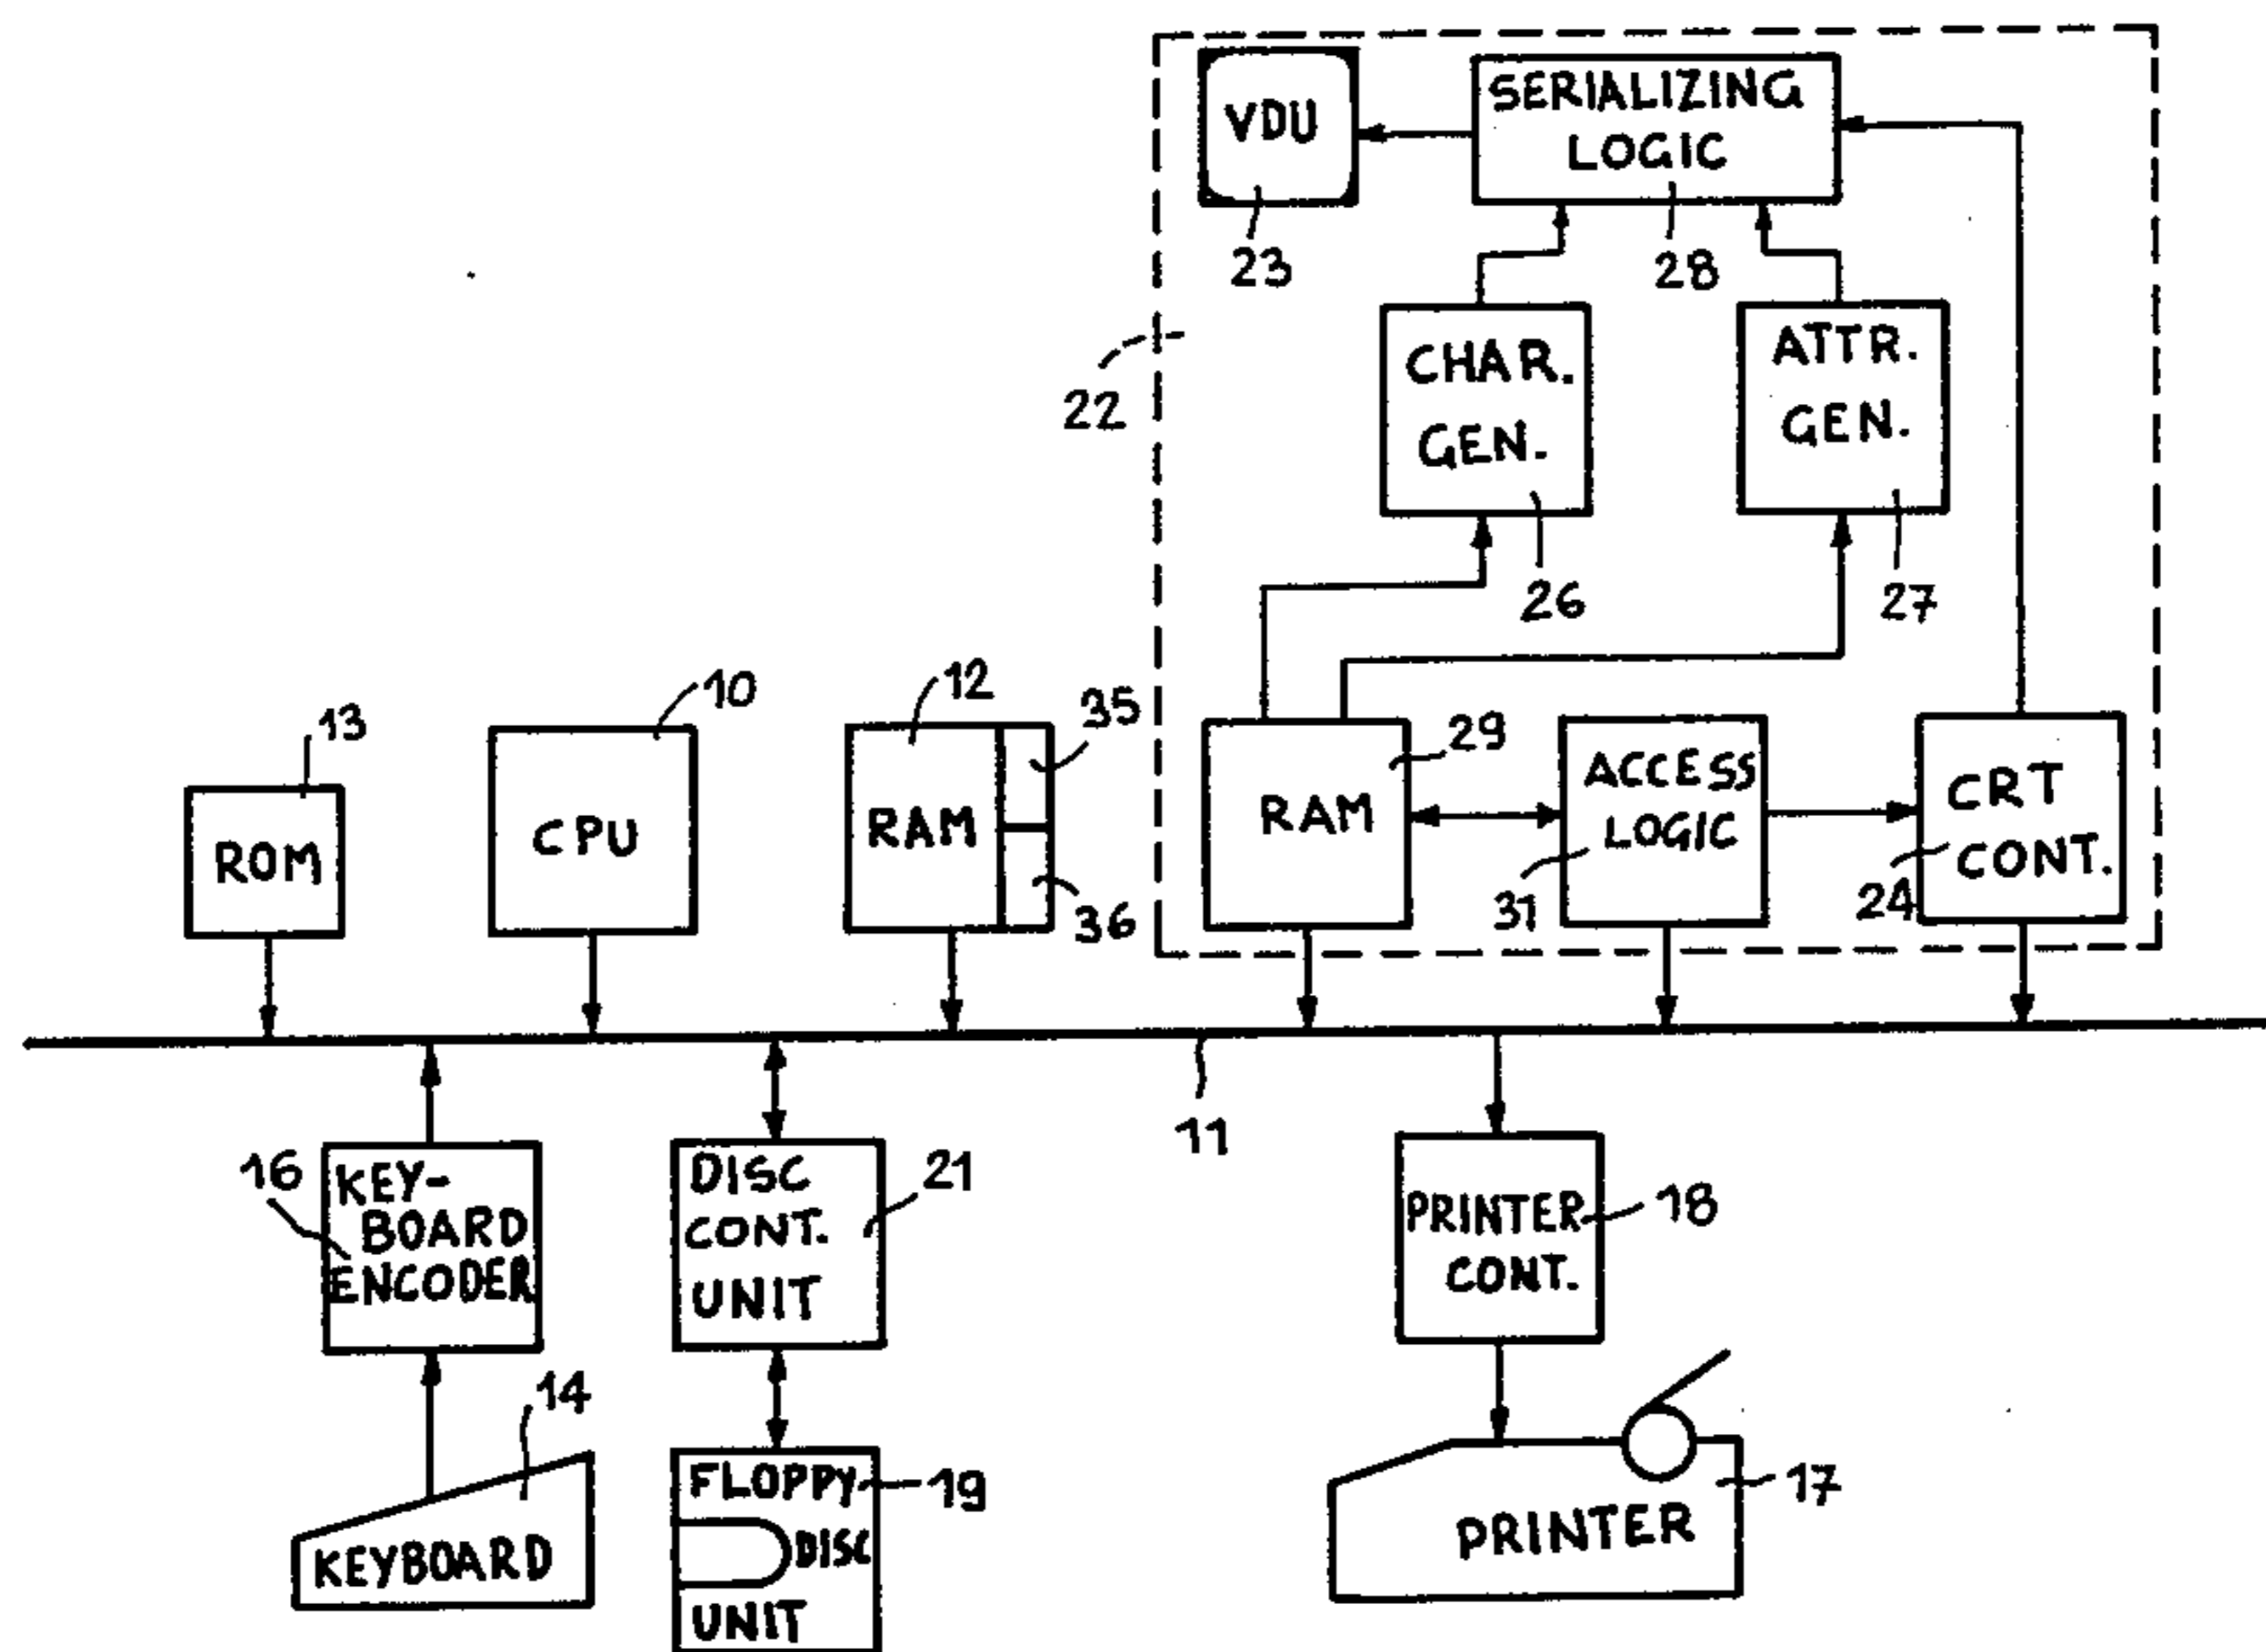 VDU
23
SERIALIZING
LOGIC
28
22
CHAR.
GEN.
26
ATTR.
GEN.
27
13
ROM
10
CPU
12
RAM
35
36
29
RAM
ACCESS
LOGIC
31
CRT
CONT.
24
11
16
KEY-
BOARD
ENCODER
14
KEYBOARD
DISC
CONT.
UNIT
21
FLOPPY
DISC
UNIT
19
PRINTER
CONT.
18
PRINTER
17